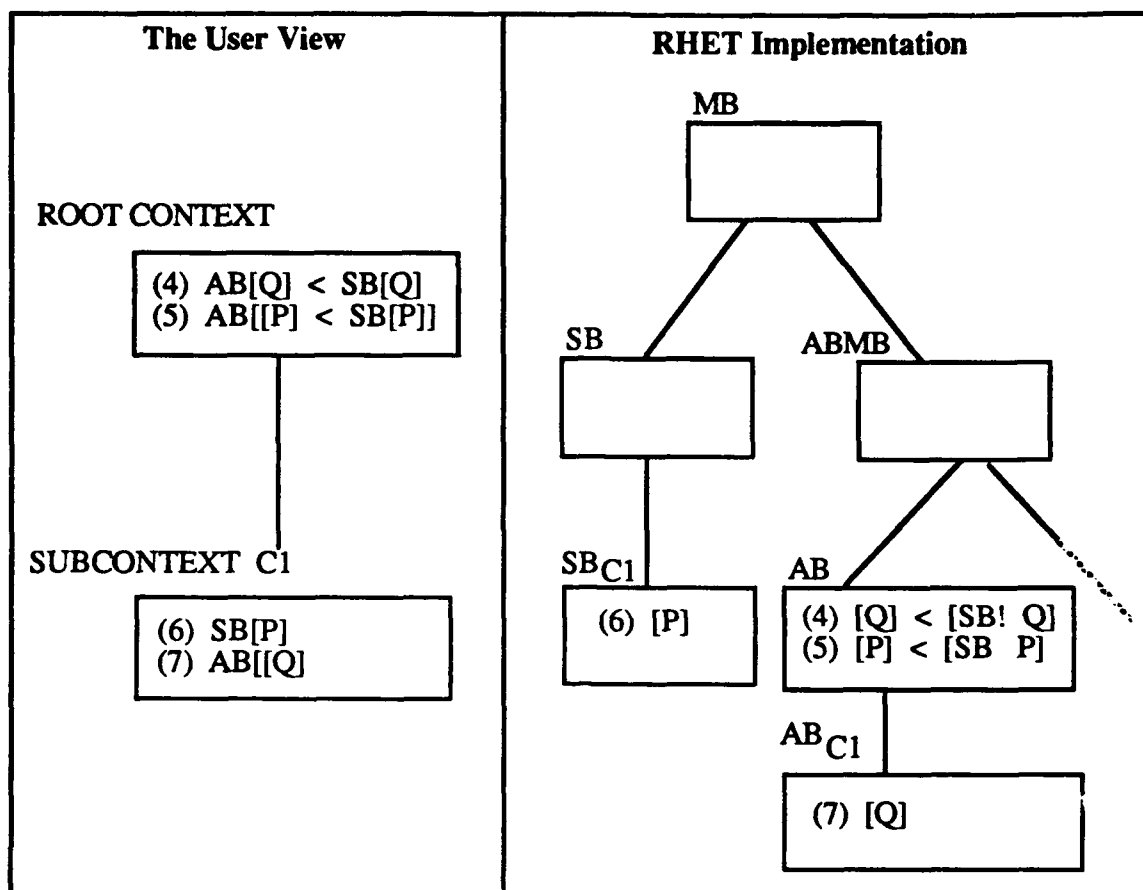 The User View
ROOT CONTEXT
(4) AB[Q] < SB[Q]
(5) AB[[P] < SB[P]]
SUBCONTEXT C1
(6) SB[P]
(7) AB[[Q]
RHET Implementation
MB
SB
ABMB
SBC1
(6) [P]
AB
(4) [Q] < [SB! Q]
(5) [P] < [SB P]
ABC1
(7) [Q]